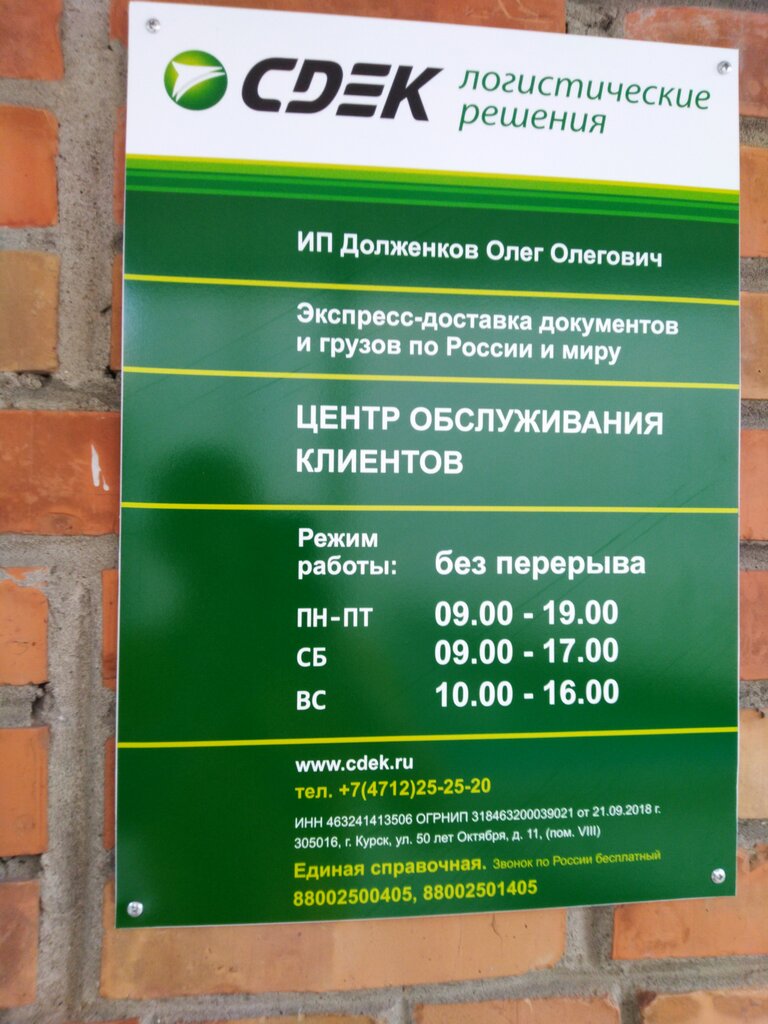 CDEK логистические
решения
ИП Долженков Олег Олегович
Экспресс-доставка документов
и грузов по России и миру
ЦЕНТР ОБСЛУЖИВАНИЯ
КЛИЕНТОВ
Режим
работы: без перерыва
ПН-ПТ 09.00 - 19.00
СБ 09.00 - 17.00
ВС 10.00 - 16.00
www.cdek.ru
тел. +7(4712)25-25-20
ИНН 463241413506 ОГРНИП 318463200039021 от 21.09.2018 г.
305016, г. Курск, ул. 50 лет Октября, д. 11, (пом. VIII)
Единая справочная. Звонок по России бесплатный
88002500405, 88002501405